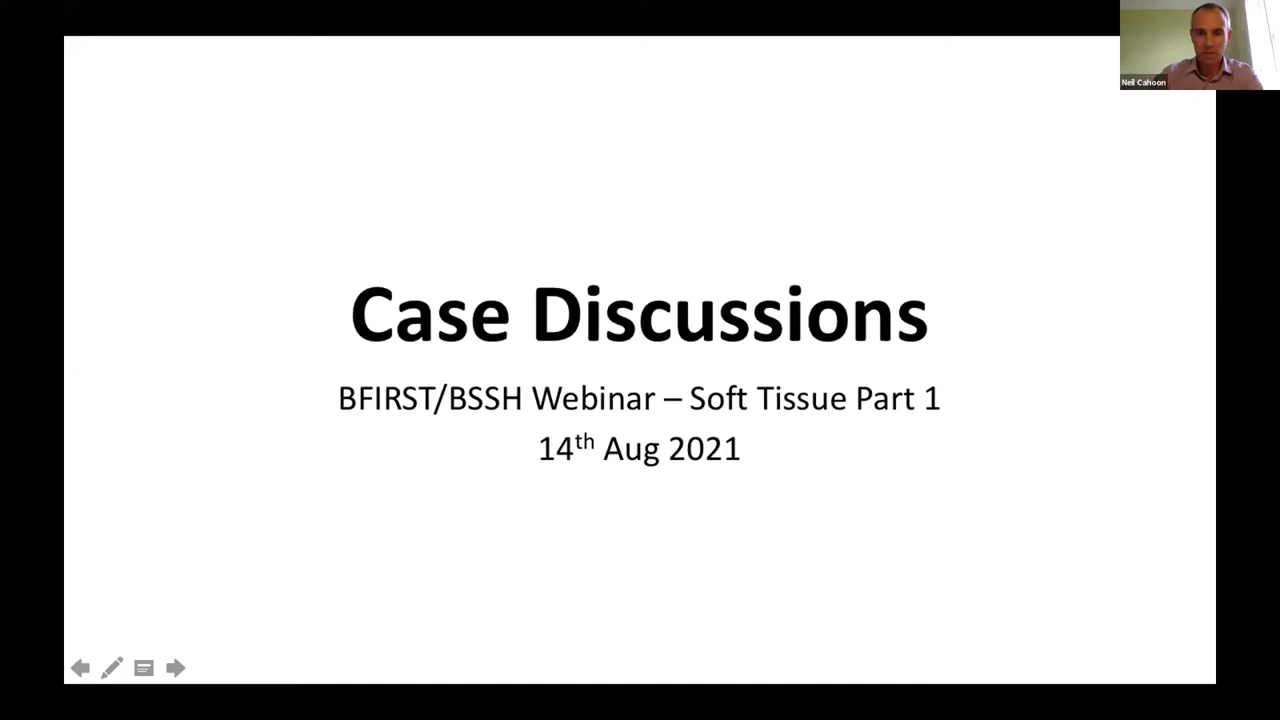 Neil Cahoon
Case Discussions
BFIRST/BSSH Webinar – Soft Tissue Part 1
14th Aug 2021